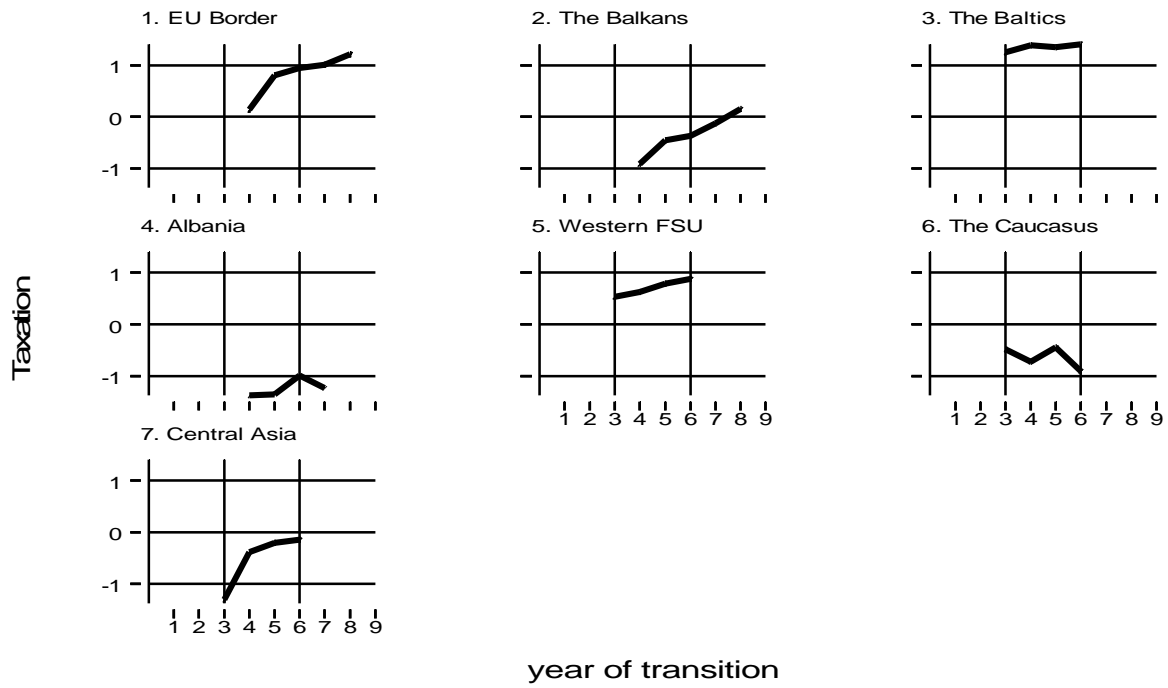 1. EU Border
2. The Balkans
3. The Baltics
1
0
-1
4. Albania
5. Western FSU
6. The Caucasus
1
0
-1
1 2 3 4 5 6 7 8 9
1 2 3 4 5 6 7 8 9
7. Central Asia
1
0
-1
1 2 3 4 5 6 7 8 9
Taxation
year of transition